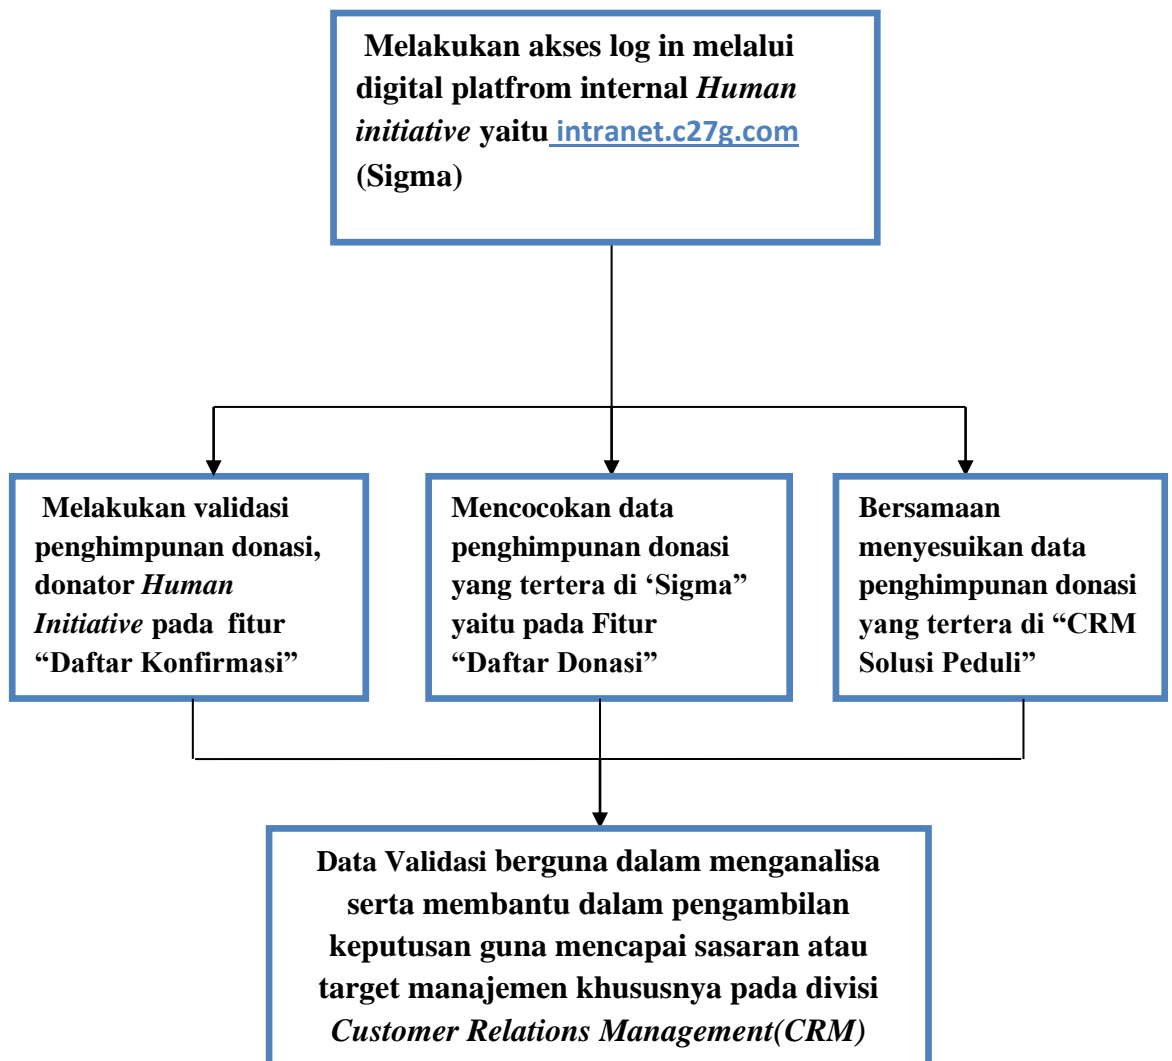 Melakukan akses log in melalui
digital platfrom internal Human
initiative yaitu intranet.c27g.com
(Sigma)
Melakukan validasi
penghimpunan donasi,
donator Human
Initiative pada fitur
“Daftar Konfirmasi”
Mencocokan data
penghimpunan donasi
yang tertera di ‘Sigma”
yaitu pada Fitur
“Daftar Donasi”
Bersamaan
menyesuikan data
penghimpunan donasi
yang tertera di “CRM
Solusi Peduli”
Data Validasi berguna dalam menganalisa
serta membantu dalam pengambilan
keputusan guna mencapai sasaran atau
target manajemen khususnya pada divisi
Customer Relations Management(CRM)